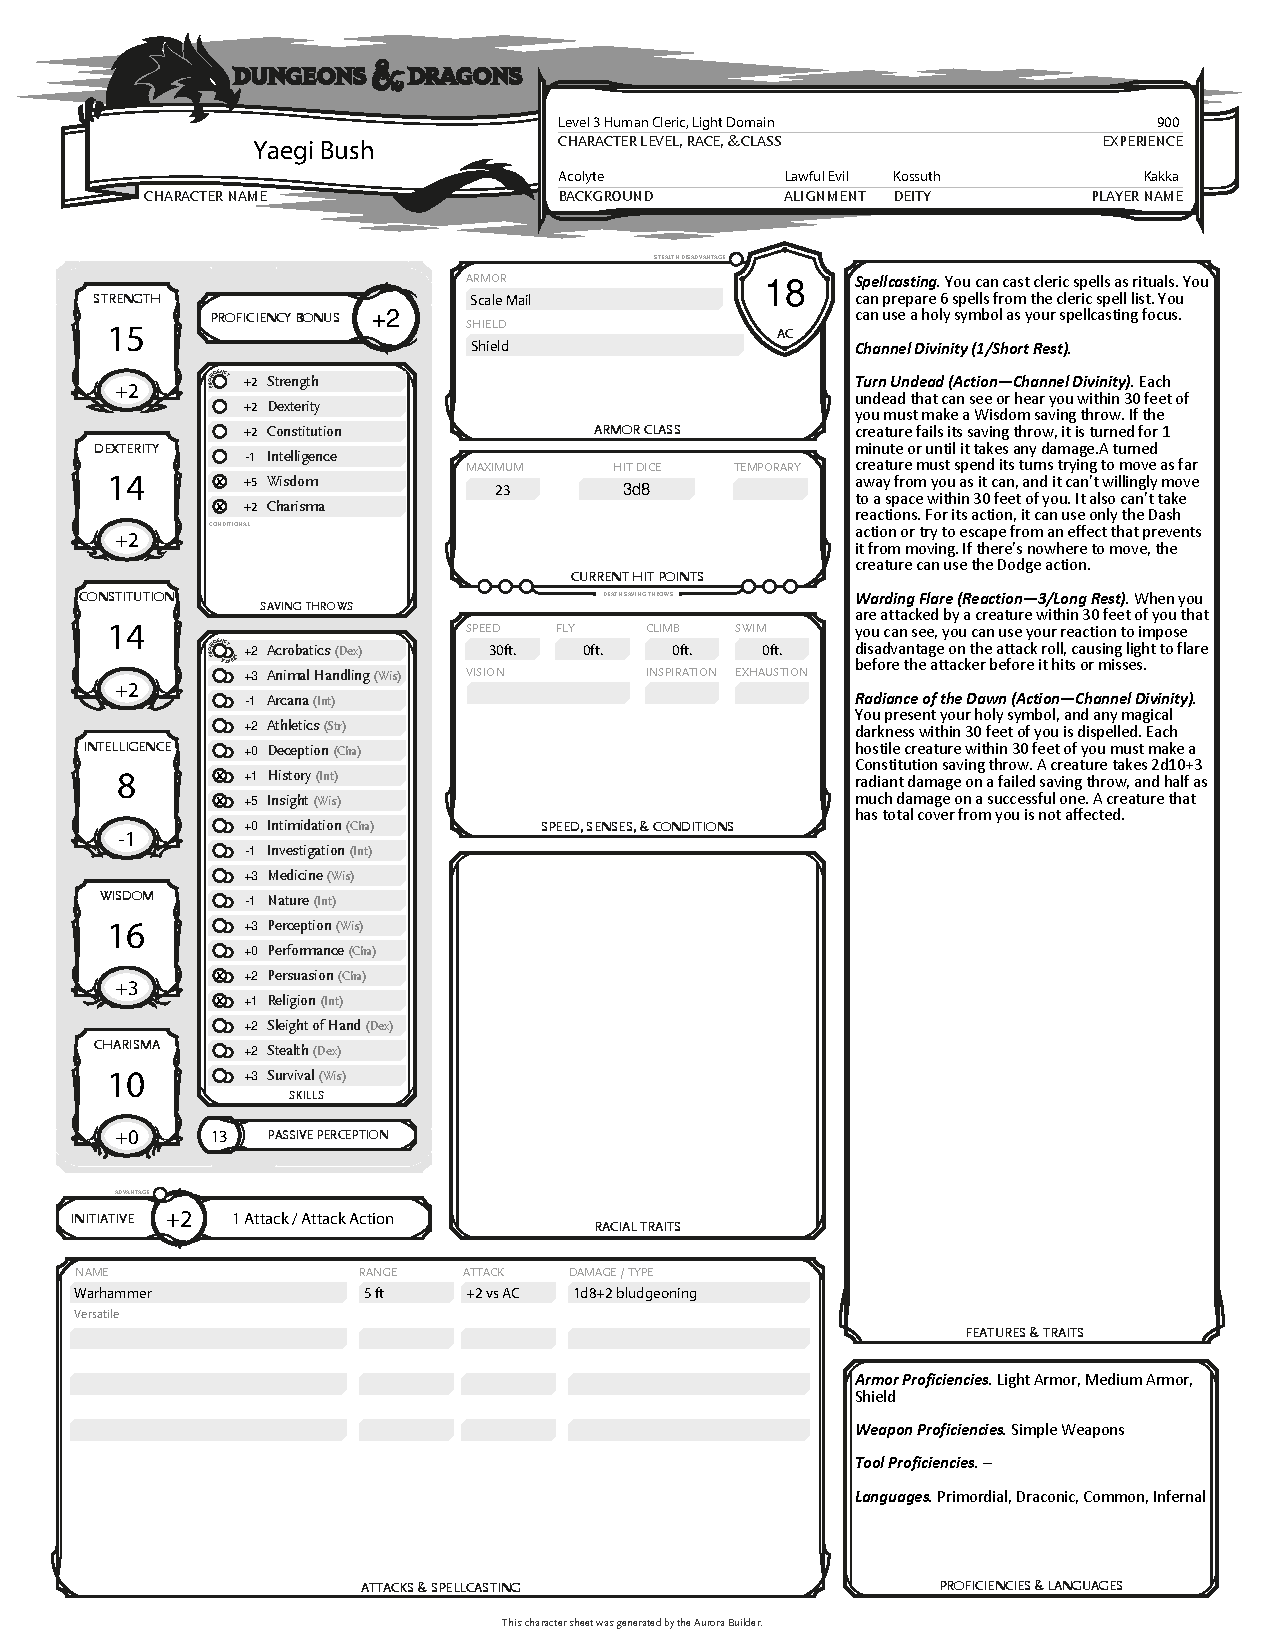 DUNGEONS & DRAGONS
Yaegi Bush
CHARACTER NAME
Level 3 Human Cleric, Light Domain 900
CHARACTER LEVEL, RACE, & CLASS EXPERIENCE
Acolyte Lawful Evil Kossuth Kakka
BACKGROUND ALIGNMENT DEITY PLAYER NAME
STRENGTH
15
+2
DEXTERITY
14
+2
CONSTITUTION
14
+2
INTELLIGENCE
8
-1
WISDOM
16
+3
CHARISMA
10
+0
PROFICIENCY BONUS +2
+2 Strength
+2 Dexterity
+2 Constitution
-1 Intelligence
+5 Wisdom
+2 Charisma
CONDITIONAL
SAVING THROWS
+2 Acrobatics (Dex)
+3 Animal Handling (Wis)
-1 Arcana (Int)
+2 Athletics (Str)
+0 Deception (Cha)
+1 History (Int)
+5 Insight (Wis)
+0 Intimidation (Cha)
-1 Investigation (Int)
+3 Medicine (Wis)
-1 Nature (Int)
+3 Perception (Wis)
+0 Performance (Cha)
+2 Persuasion (Cha)
+1 Religion (Int)
+2 Sleight of Hand (Dex)
+2 Stealth (Dex)
+3 Survival (Wis)
SKILLS
13 PASSIVE PERCEPTION
ADVANTAGE
INITIATIVE +2 1 Attack / Attack Action
STEALTH DISADVANTAGE
ARMOR
Scale Mail
SHIELD
Shield
18
AC
ARMOR CLASS
MAXIMUM HIT DICE TEMPORARY
23 3d8
CURRENT HIT POINTS
DEATH SAVING THROWS
SPEED FLY CLIMB SWIM
30ft. 0ft. 0ft. 0ft.
VISION INSPIRATION EXHAUSTION
SPEED, SENSES, & CONDITIONS
RACIAL TRAITS
NAME RANGE ATTACK DAMAGE / TYPE
Warhammer 5 ft +2 vs AC 1d8+2 bludgeoning
Versatile
ATTACKS & SPELLCASTING
Spellcasting. You can cast cleric spells as rituals. You
can prepare 6 spells from the cleric spell list. You
can use a holy symbol as your spellcasting focus.
Channel Divinity (1/Short Rest).
Turn Undead (Action—Channel Divinity). Each
undead that can see or hear you within 30 feet of
you must make a Wisdom saving throw. If the
creature fails its saving throw, it is turned for 1
minute or until it takes any damage.A turned
creature must spend its turns trying to move as far
away from you as it can, and it can't willingly move
to a space within 30 feet of you. It also can't take
reactions. For its action, it can use only the Dash
action or try to escape from an effect that prevents
it from moving. If there's nowhere to move, the
creature can use the Dodge action.
Warding Flare (Reaction—3/Long Rest). When you
are attacked by a creature within 30 feet of you that
you can see, you can use your reaction to impose
disadvantage on the attack roll, causing light to flare
before the attacker before it hits or misses.
Radiance of the Dawn (Action—Channel Divinity).
You present your holy symbol, and any magical
darkness within 30 feet of you is dispelled. Each
hostile creature within 30 feet of you must make a
Constitution saving throw. A creature takes 2d10+3
radiant damage on a failed saving throw, and half as
much damage on a successful one. A creature that
has total cover from you is not affected.
FEATURES & TRAITS
Armor Proficiencies. Light Armor, Medium Armor,
Shield
Weapon Proficiencies. Simple Weapons
Tool Proficiencies. –
Languages. Primordial, Draconic, Common, Infernal
PROFICIENCIES & LANGUAGES
This character sheet was generated by the Aurora Builder.